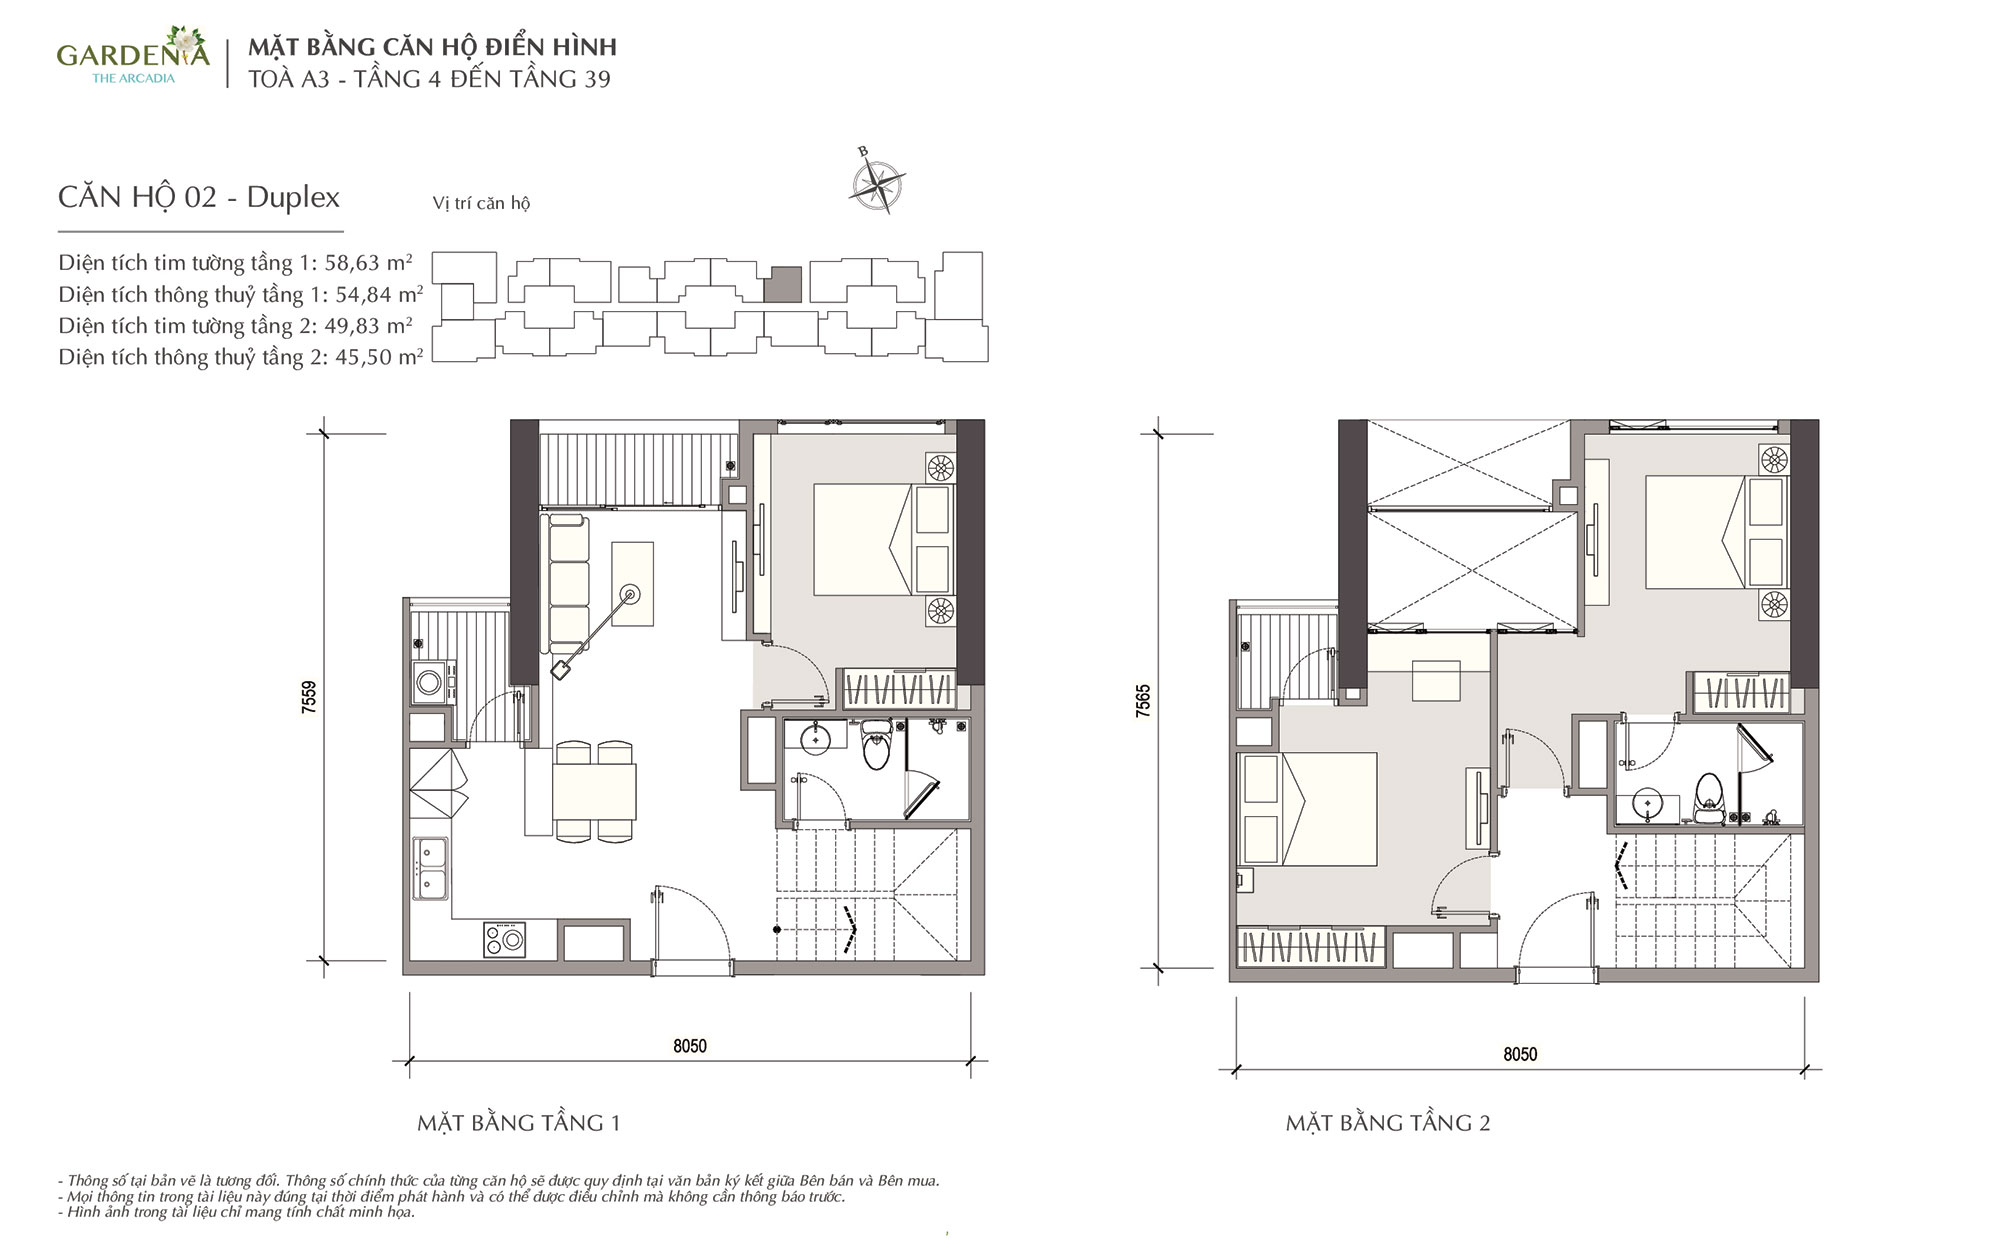 GARDENIA
THE ARCADIA
MẶT BẰNG CĂN HỘ ĐIỂN HÌNH
TOÀ A3 - TẦNG 4 ĐẾN TẦNG 39
CĂN HỘ 02 - Duplex
Vị trí căn hộ
B
Diện tích tim tường tầng 1: 58,63 m²
Diện tích thông thuỷ tầng 1: 54,84 m²
Diện tích tim tường tầng 2: 49,83 m²
Diện tích thông thuỷ tầng 2: 45,50 m²
7559
8050
MẶT BẰNG TẦNG 1
7565
8050
MẶT BẰNG TẦNG 2
- Thông số tại bản vẽ là tương đối. Thông số chính thức của từng căn hộ sẽ được quy định tại văn bản ký kết giữa Bên bán và Bên mua.
- Mọi thông tin trong tài liệu này đúng tại thời điểm phát hành và có thể được điều chỉnh mà không cần thông báo trước.
- Hình ảnh trong tài liệu chỉ mang tính chất minh họa.